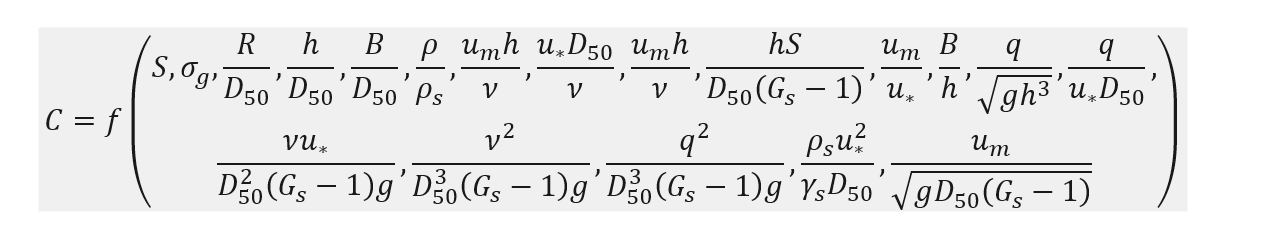 C = f ( S, σ_g, R/D_50, h/D_50, B/D_50, ρ/ρ_s, u_m h/ν, u_* D_50/ν, u_m h/ν, hS/(D_50(G_s − 1)), u_m/u_*, B/h, q/√(gh^3), q/(u_* D_50),
νu_*/(D_50^2(G_s − 1)g), ν^2/(D_50^3(G_s − 1)g), q^2/(D_50^3(G_s − 1)g), ρ_s u_*^2/(γ_s D_50), u_m/√(gD_50(G_s − 1)) )